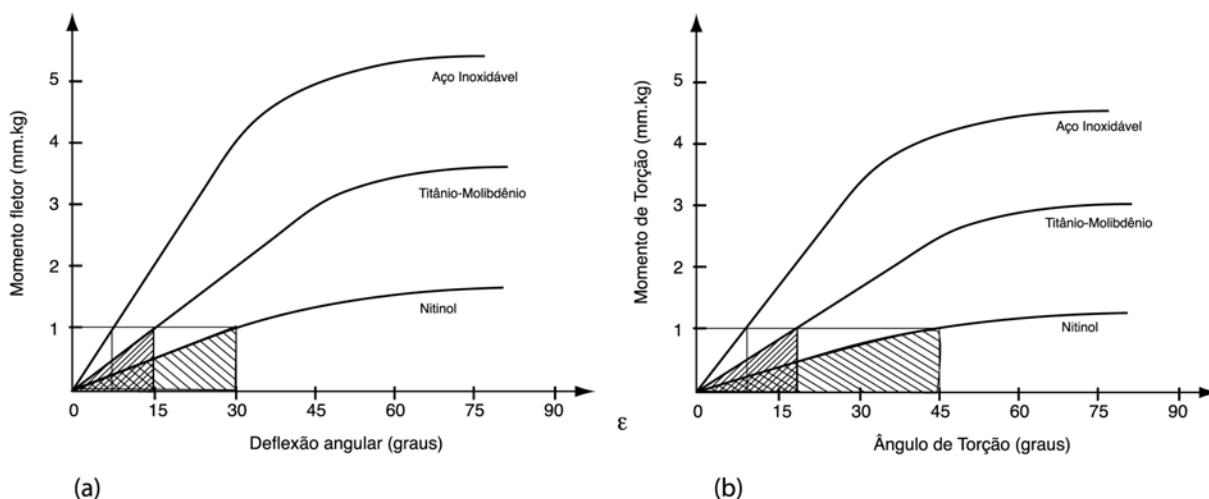 Momento fletor (mm.kg)
5
4
3
2
1
0
15
30
45
60
75
90
Aço Inoxidável
Titânio-Molibdênio
Nitinol
Deflexão angular (graus)
(a)
ε
Momento de Torção (mm.kg)
5
4
3
2
1
0
15
30
45
60
75
90
Aço Inoxidável
Titânio-Molibdênio
Nitinol
Ângulo de Torção (graus)
(b)